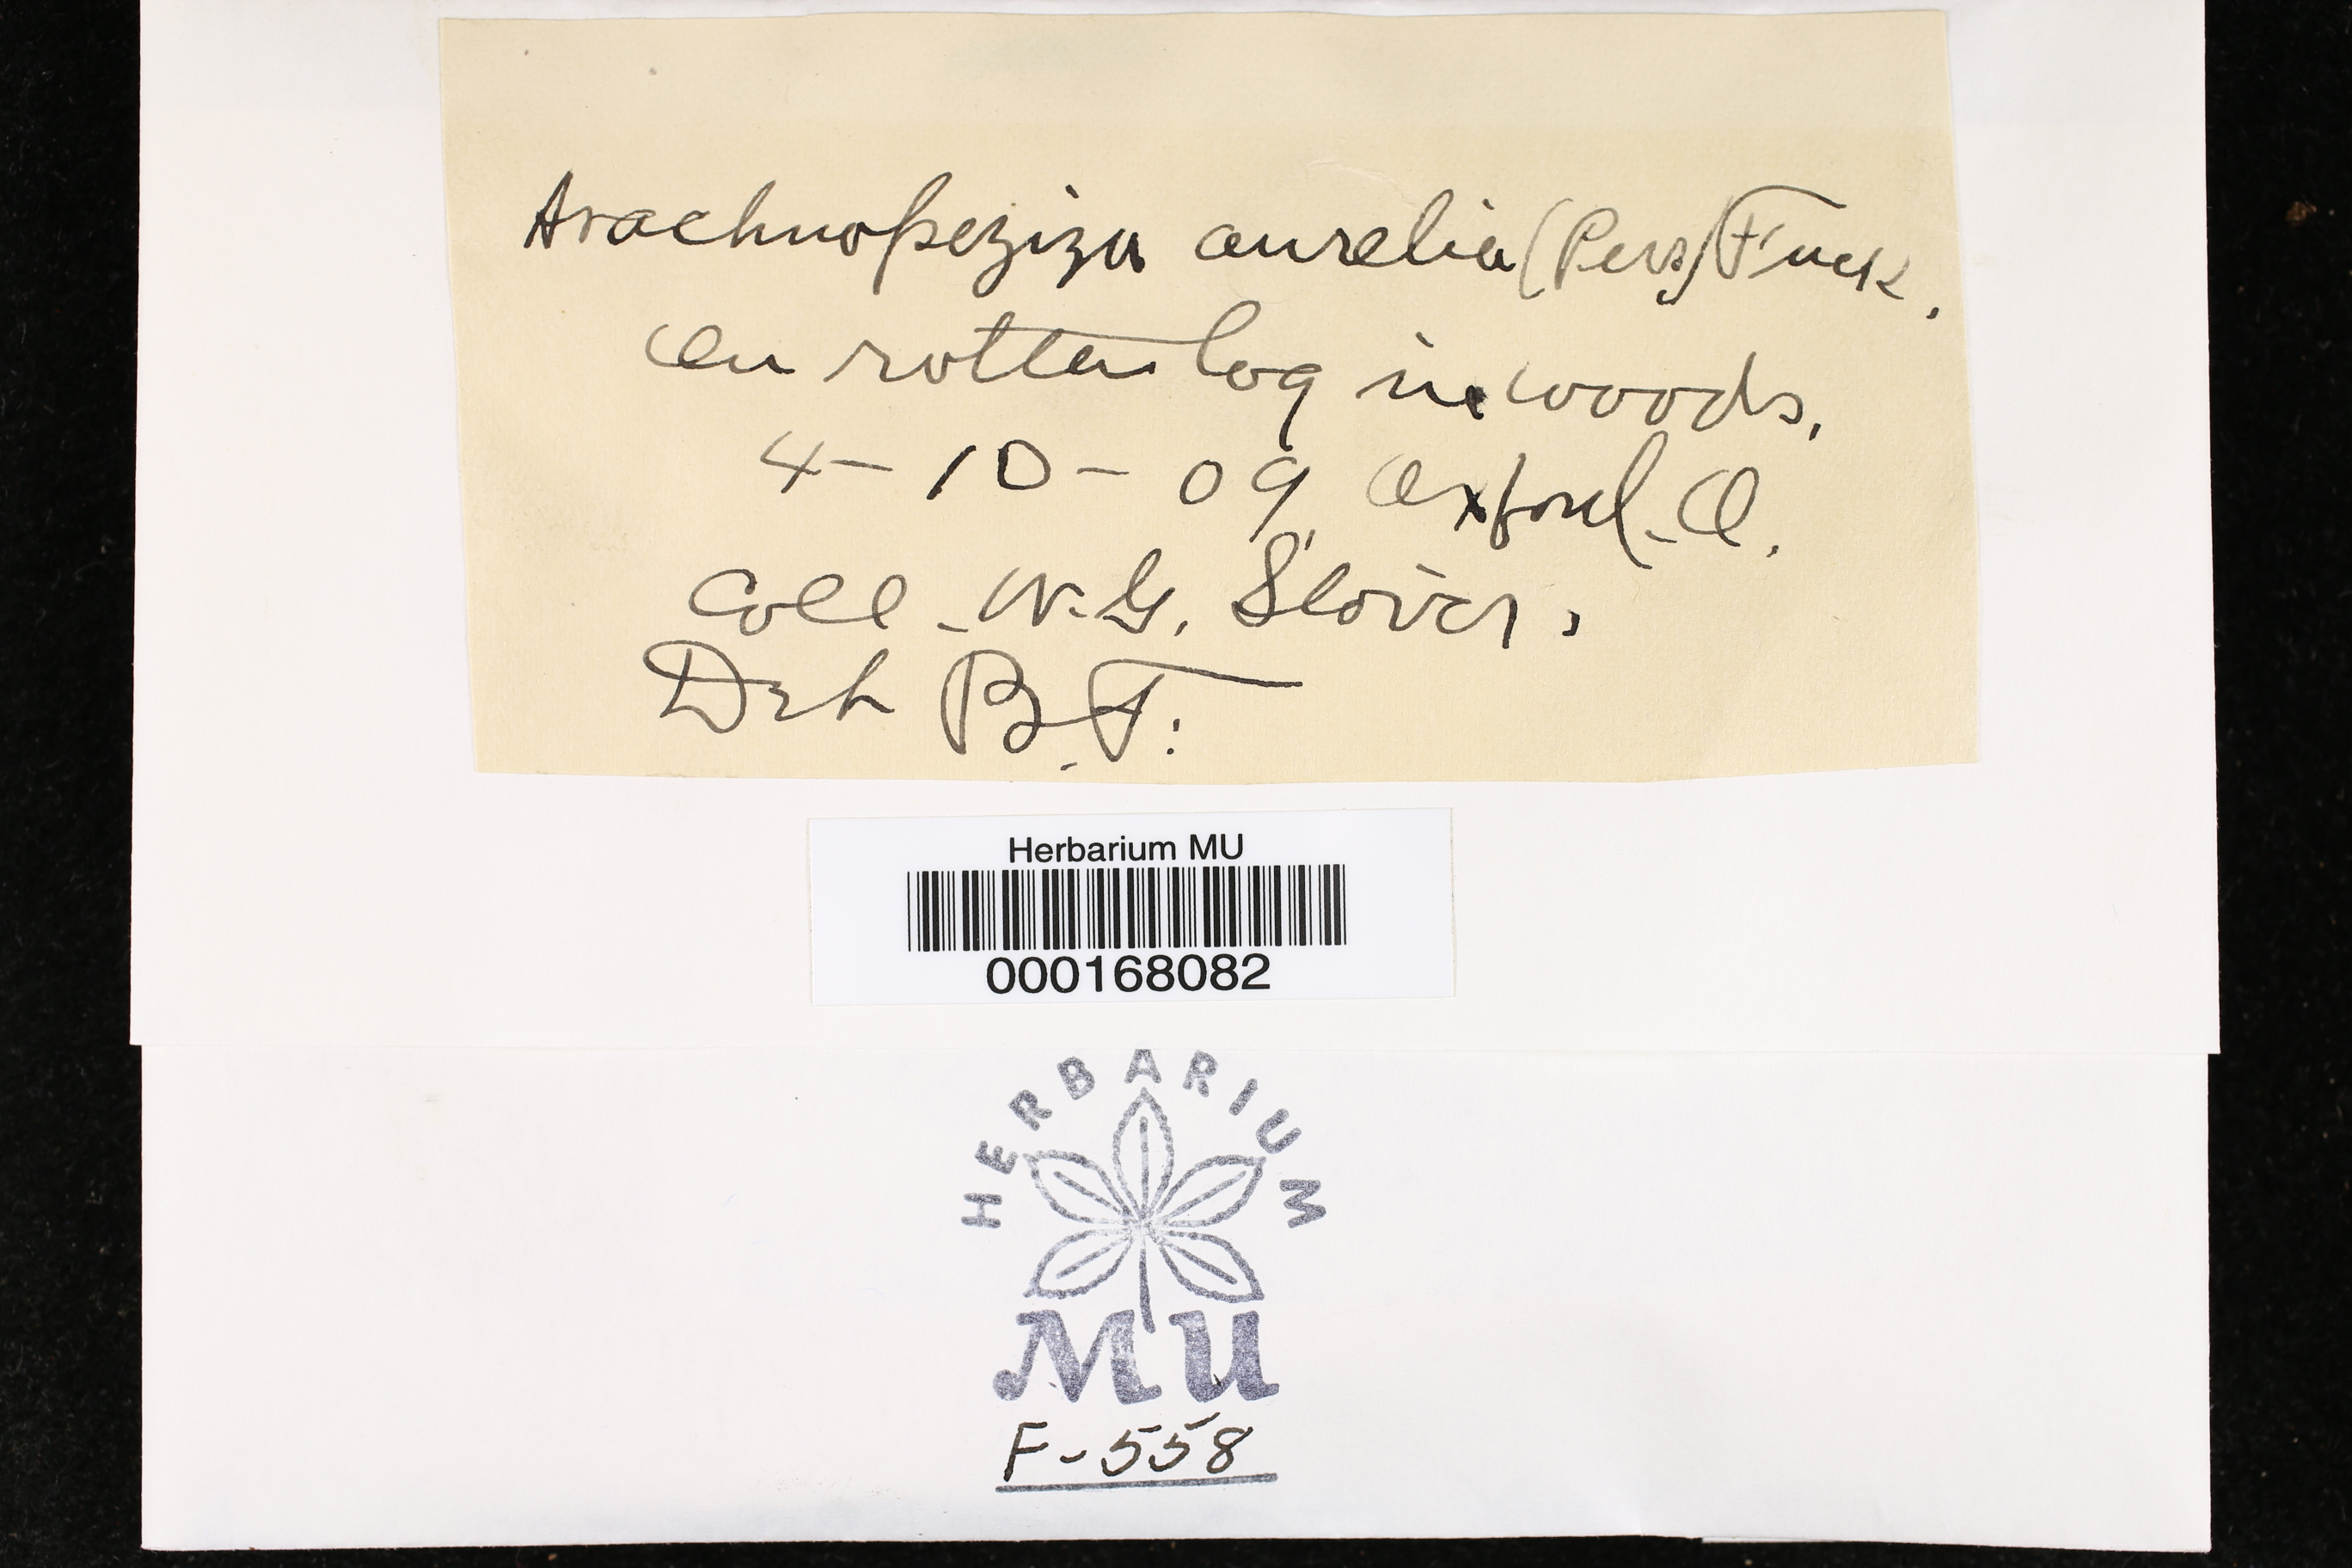 Arachnopeziza aurelia (Pers) Fuck.
on rotten log in woods.
4-10-09 Oxford. O.
Coll. W.G. Stover.
Det B.F.
Herbarium MU
000168082
HERBARIUM
MU
F-558